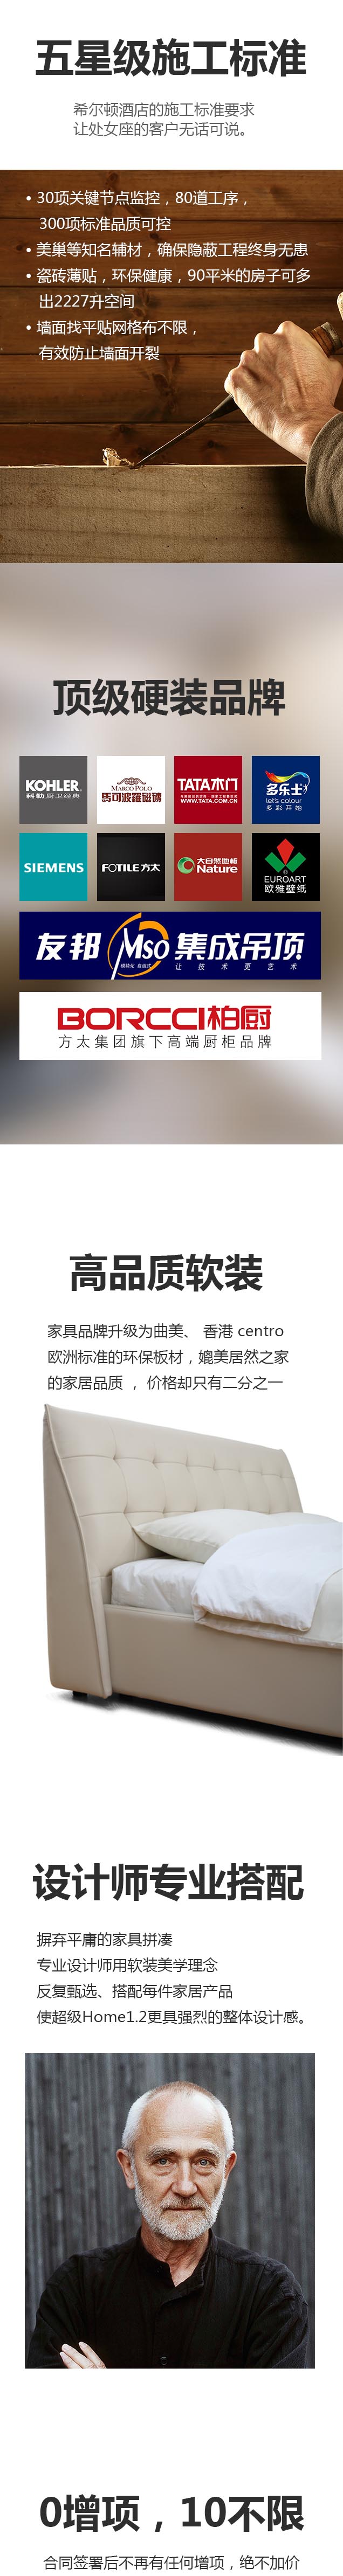 五星级施工标准
希尔顿酒店的施工标准要求
让处女座的客户无话可说。
• 30项关键节点监控，80道工序，
300项标准品质可控
• 美巢等知名辅材，确保隐蔽工程终身无患
• 瓷砖薄贴，环保健康，90平米的房子可多
出2227升空间
• 墙面找平贴网格布不限，
有效防止墙面开裂
顶级硬装品牌
KOHLER
科勒厨卫经典
MARCO POLO
馬可波羅磁磚
TATA木门
WWW.TATA.COM.CN
多乐士
let's colour
多彩开始
SIEMENS
FOTILE 方太
大自然地板
Nature
EUROART
欧雅壁纸
友邦 MSO 集成吊顶
模块化 自由式
让技术更艺术
BORCCI柏厨
方太集团旗下高端厨柜品牌
高品质软装
家具品牌升级为曲美、 香港 centro
欧洲标准的环保板材，媲美居然之家
的家居品质 ， 价格却只有二分之一
设计师专业搭配
摒弃平庸的家具拼凑
专业设计师用软装美学理念
反复甄选、搭配每件家居产品
使超级Home1.2更具强烈的整体设计感。
0增项，10不限
合同签署后不再有任何增项，绝不加价